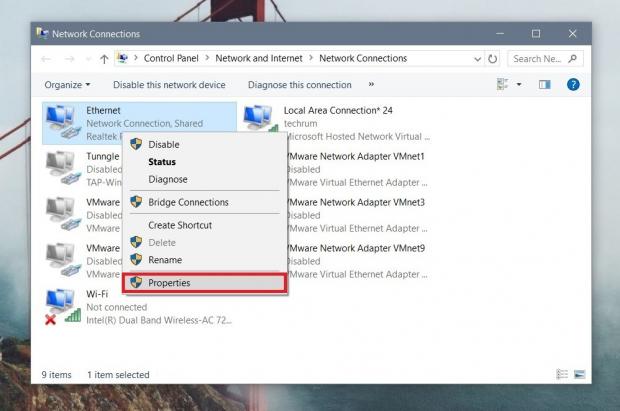 Network Connections
Control Panel > Network and Internet > Network Connections
Search Ne...
Organize
Disable this network device
Diagnose this connection
»
Ethernet
Network Connection, Shared
Realtek
Local Area Connection* 24
techrum
Microsoft Hosted Network Virtual ...
Tunngle
Disabled
TAP-Win
VMware Network Adapter VMnet1
Disabled
VMware Virtual Ethernet Adapter ...
VMware
Disabled
VMware
VMware Network Adapter VMnet3
Disabled
VMware Virtual Ethernet Adapter ...
VMware
Disabled
VMware
VMware Network Adapter VMnet9
Disabled
VMware Virtual Ethernet Adapter ...
Wi-Fi
Not connected
Intel(R) Dual Band Wireless-AC 72...
Disable
Status
Diagnose
Bridge Connections
Create Shortcut
Delete
Rename
Properties
9 items
1 item selected